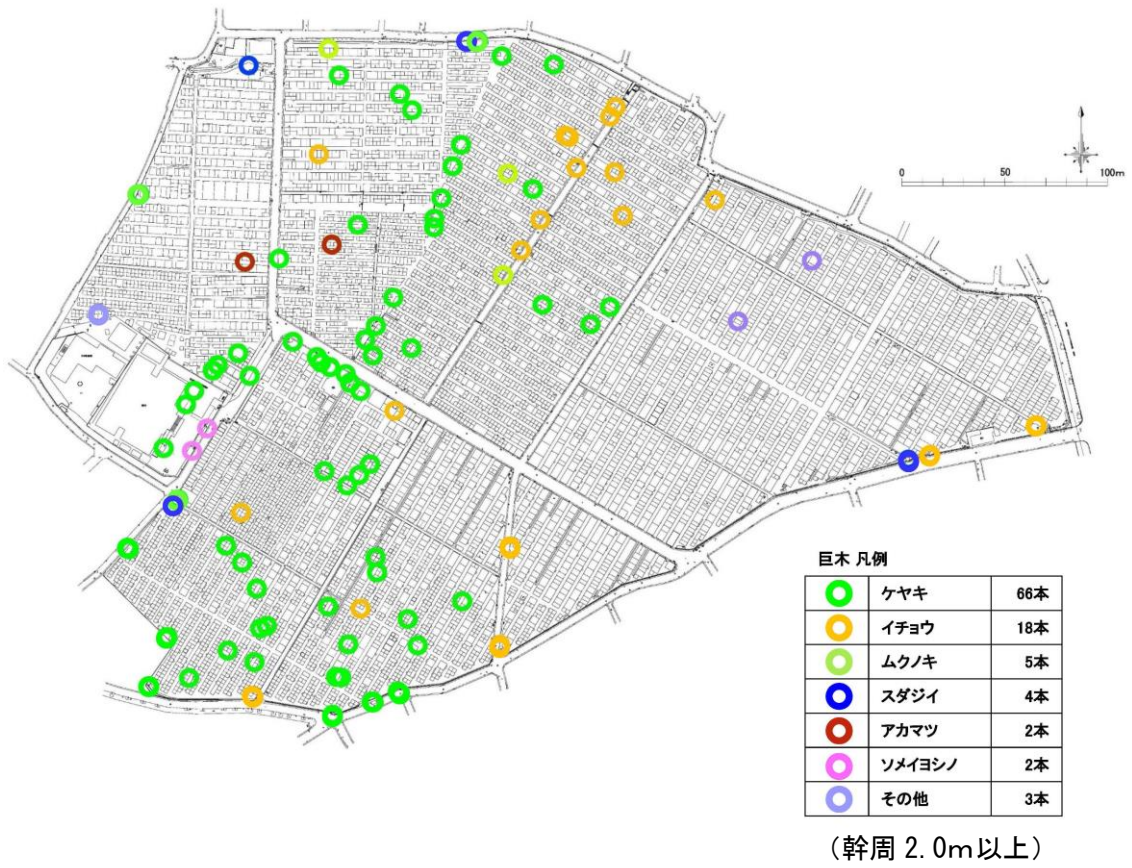 0 50 100m
巨木 凡例
ケヤキ 66本
イチョウ 18本
ムクノキ 5本
スダジイ 4本
アカマツ 2本
ソメイヨシノ 2本
その他 3本
（幹周 2.0m以上）